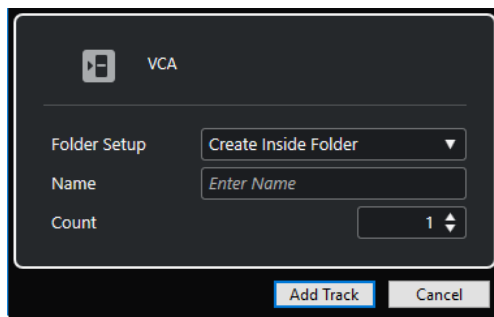 VCA
Folder Setup Create Inside Folder
Name Enter Name
Count 1
Add Track Cancel